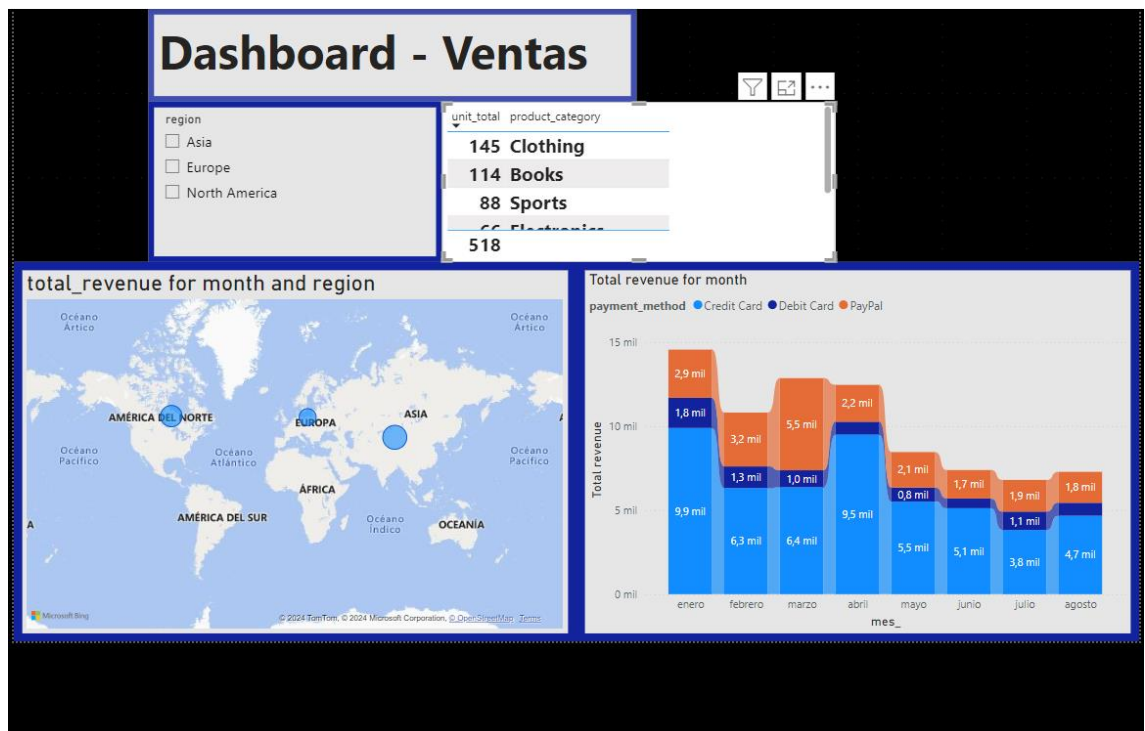 Dashboard - Ventas
region
Asia
Europe
North America
unit_total product_category
145 Clothing
114 Books
88 Sports
66 Electronics
518
total_revenue for month and region
Océano
Ártico
Océano
Ártico
AMÉRICA DEL NORTE
EUROPA
ASIA
Océano
Pacífico
Océano
Atlántico
Océano
Pacífico
ÁFRICA
A
AMÉRICA DEL SUR
Océano
Índico
OCEANÍA
Microsoft Bing
© 2024 TomTom, © 2024 Microsoft Corporation, © OpenStreetMap Terms
Total revenue for month
payment_method Credit Card Debit Card PayPal
Total revenue
15 mil
10 mil
5 mil
0 mil
2,9 mil
1,8 mil
9,9 mil
3,2 mil
1,3 mil
6,3 mil
5,5 mil
1,0 mil
6,4 mil
2,2 mil
9,5 mil
2,1 mil
0,8 mil
5,5 mil
1,7 mil
5,1 mil
1,9 mil
1,1 mil
3,8 mil
1,8 mil
4,7 mil
enero febrero marzo abril mayo junio julio agosto
mes_